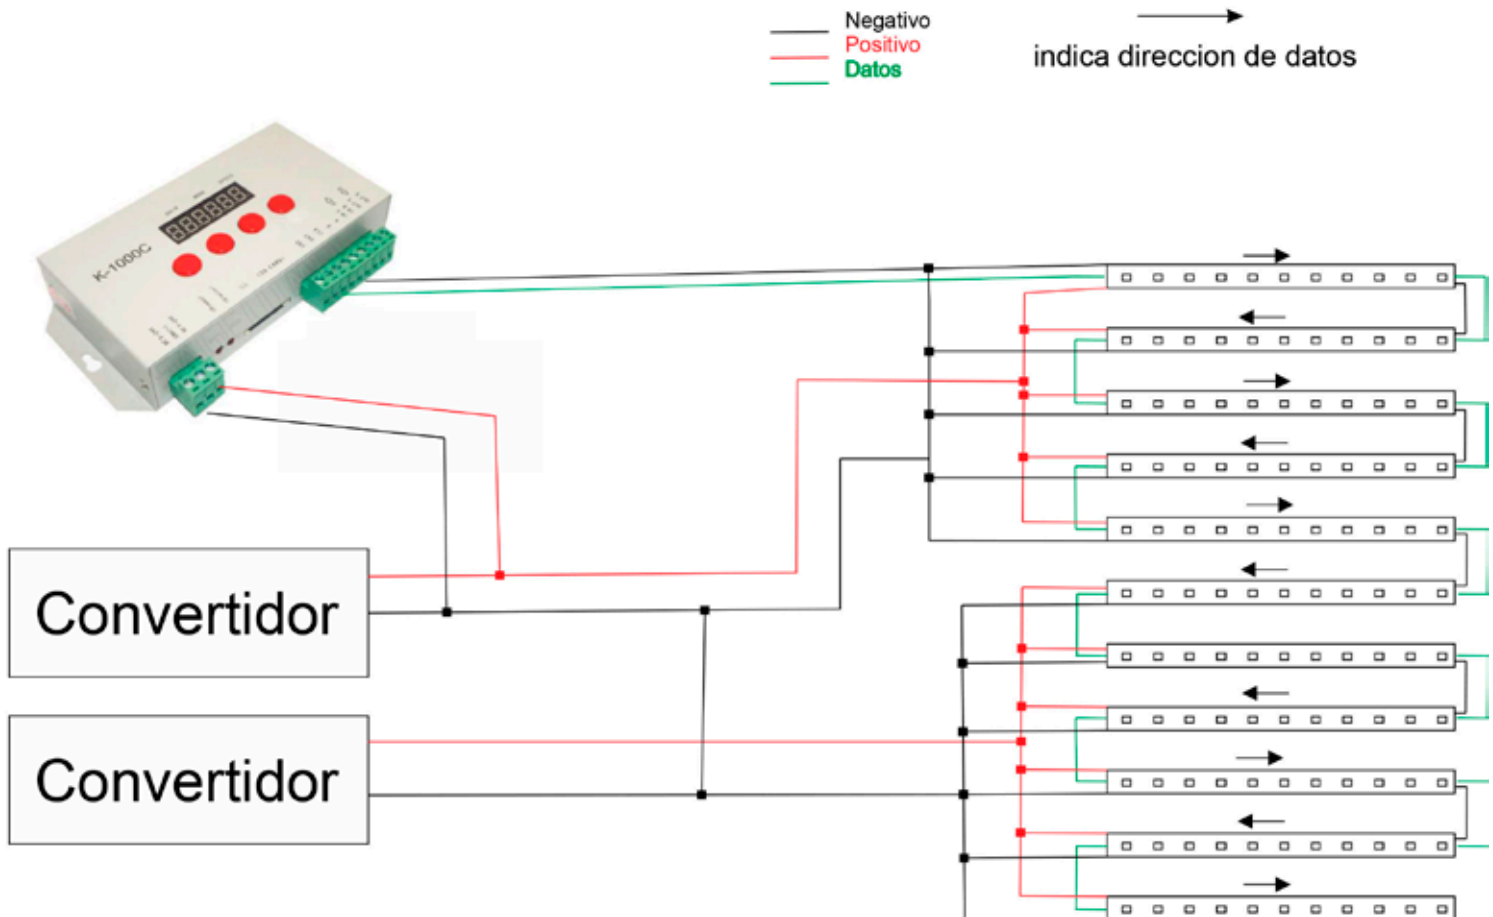 Negativo
Positivo
Datos
indica direccion de datos
K-1000C
Convertidor
Convertidor